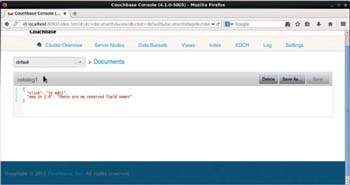 Couchbase Console (4.1.0-5005) - Mozilla Firefox
Couchbase Console (4...
localhost:8091/index.html#sec=documents&viewsBucket=default&documentsPageNumber
Google
Couchbase
Cluster Overview Server Nodes Data Buckets Views Index XDCR Log Settings
default > Documents
catalog1 Delete Save As... Save
{
"click": "to edit",
"new in 2.0": "there are no reserved field names"
}
Copyright © 2015 Couchbase, Inc. All rights reserved.